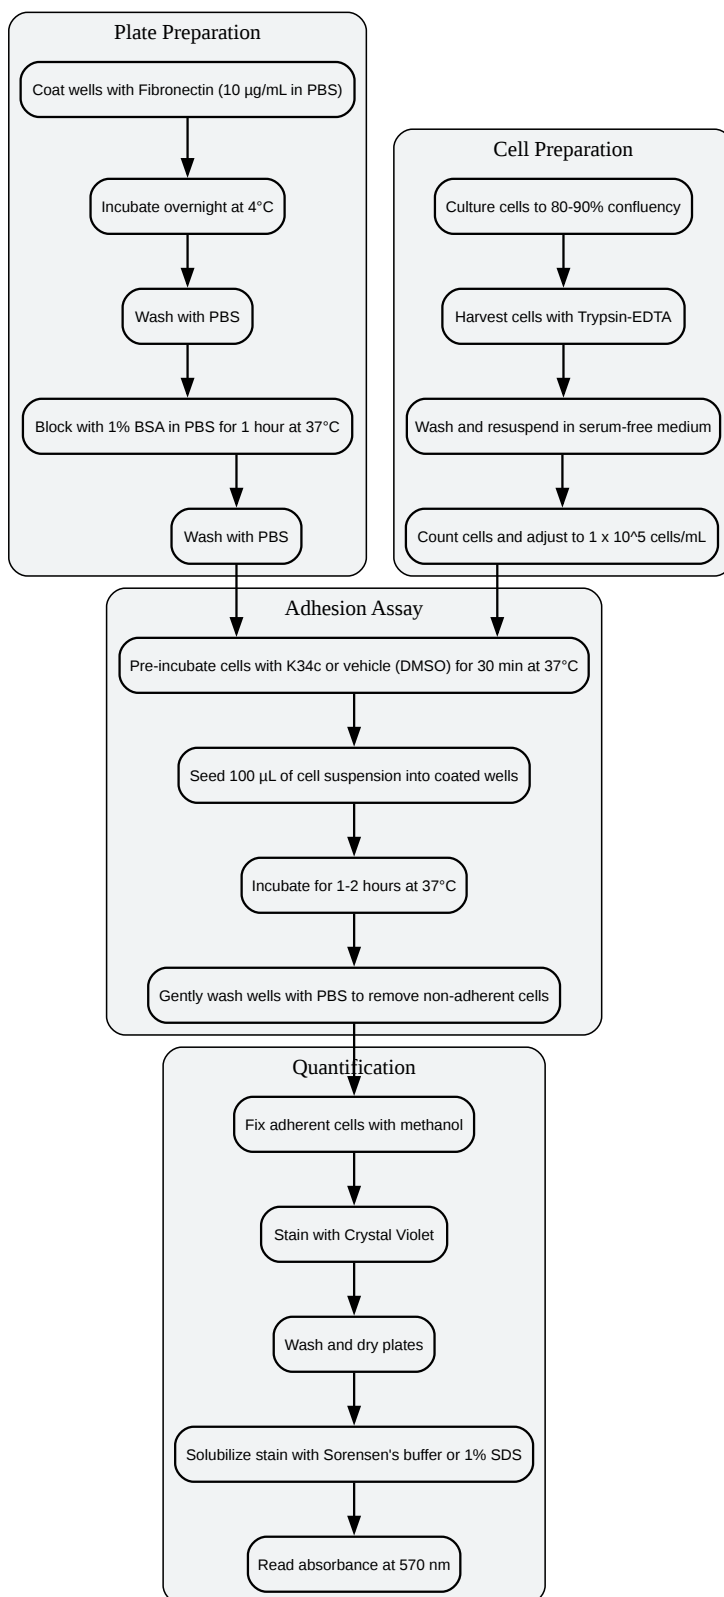 Plate Preparation
Coat wells with Fibronectin (10 µg/mL in PBS)
Incubate overnight at 4°C
Wash with PBS
Block with 1% BSA in PBS for 1 hour at 37°C
Wash with PBS
Cell Preparation
Culture cells to 80-90% confluency
Harvest cells with Trypsin-EDTA
Wash and resuspend in serum-free medium
Count cells and adjust to 1 x 10^5 cells/mL
Adhesion Assay
Pre-incubate cells with K34c or vehicle (DMSO) for 30 min at 37°C
Seed 100 µL of cell suspension into coated wells
Incubate for 1-2 hours at 37°C
Gently wash wells with PBS to remove non-adherent cells
Quantification
Fix adherent cells with methanol
Stain with Crystal Violet
Wash and dry plates
Solubilize stain with Sorensen's buffer or 1% SDS
Read absorbance at 570 nm